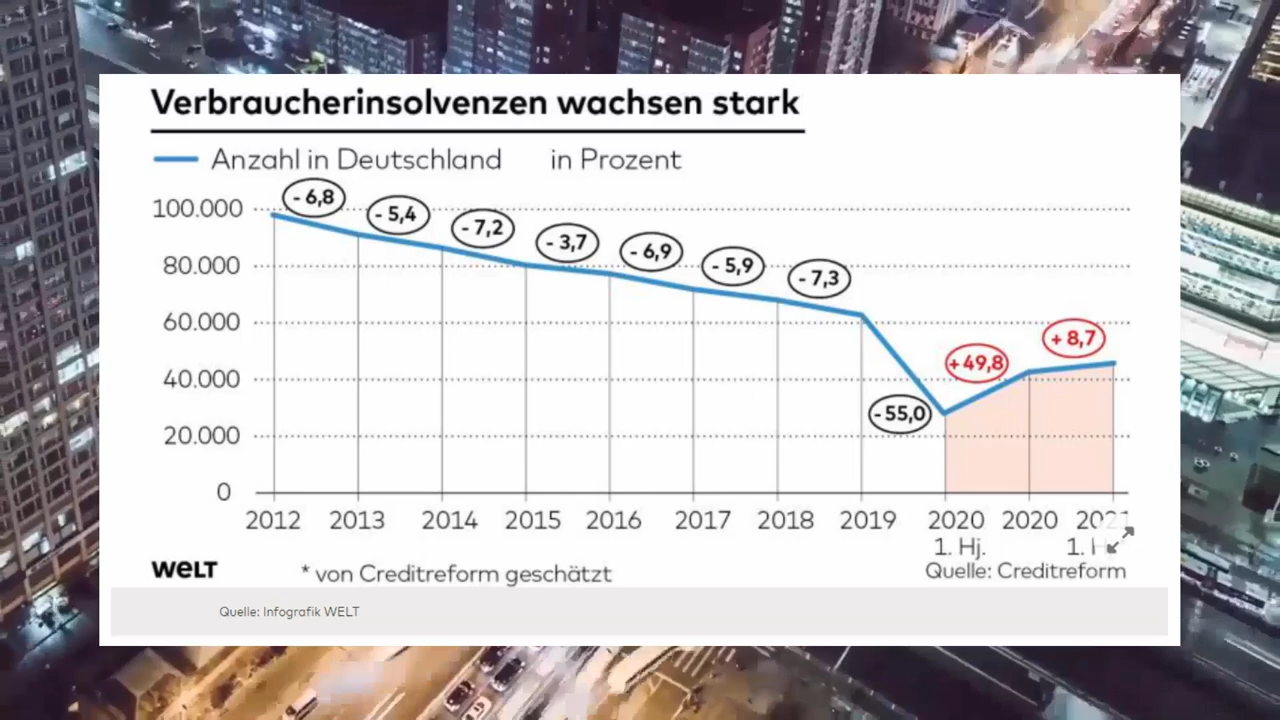 Verbraucherinsolvenzen wachsen stark
Anzahl in Deutschland in Prozent
100.000
80.000
60.000
40.000
20.000
0
- 6,8
- 5,4
- 7,2
- 3,7
- 6,9
- 5,9
- 7,3
- 55,0
+ 49,8
+ 8,7
2012 2013 2014 2015 2016 2017 2018 2019 2020 2020 2021
1. Hj. 1.
WELT * von Creditreform geschätzt Quelle: Creditreform
Quelle: Infografik WELT